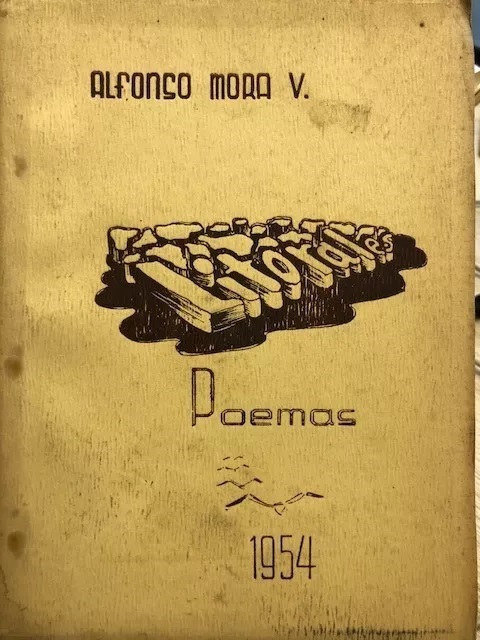 ALFONSO MORA V.
Litorales
Poemas
1954